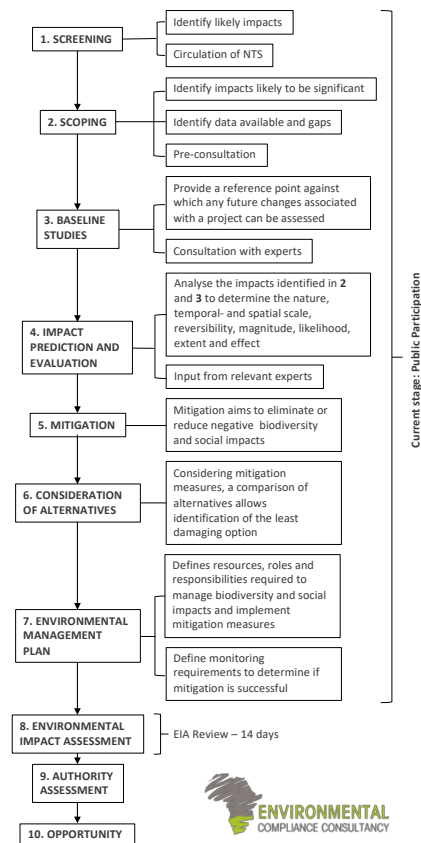 1. SCREENING
Identify likely impacts
Circulation of NTS
2. SCOPING
Identify impacts likely to be significant
Identify data available and gaps
Pre-consultation
3. BASELINE
STUDIES
Provide a reference point against
which any future changes associated
with a project can be assessed
Consultation with experts
4. IMPACT
PREDICTION AND
EVALUATION
Analyse the impacts identified in 2
and 3 to determine the nature,
temporal- and spatial scale,
reversibility, magnitude, likelihood,
extent and effect
Input from relevant experts
5. MITIGATION
Mitigation aims to eliminate or
reduce negative biodiversity
and social impacts
6. CONSIDERATION
OF ALTERNATIVES
Considering mitigation
measures, a comparison of
alternatives allows
identification of the least
damaging option
7. ENVIRONMENTAL
MANAGEMENT
PLAN
Defines resources, roles and
responsibilities required to
manage biodiversity and social
impacts and implement
mitigation measures
Define monitoring
requirements to determine if
mitigation is successful
Current stage: Public Participation
8. ENVIRONMENTAL
IMPACT ASSESSMENT
EIA Review – 14 days
9. AUTHORITY
ASSESSMENT
10. OPPORTUNITY
ENVIRONMENTAL
COMPLIANCE CONSULTANCY